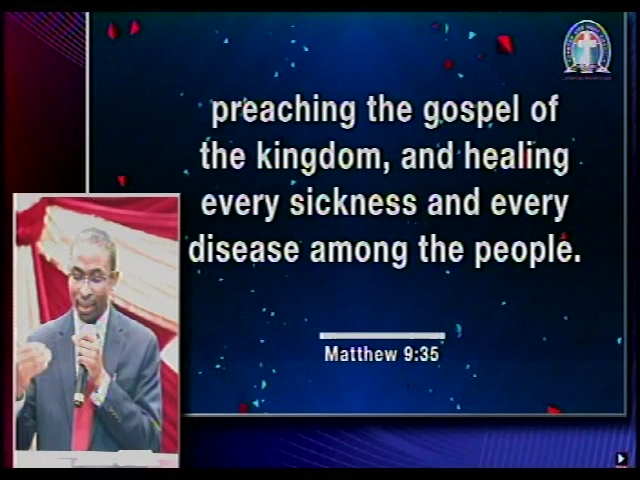 preaching the gospel of
the kingdom, and healing
every sickness and every
disease among the people.
Matthew 9:35